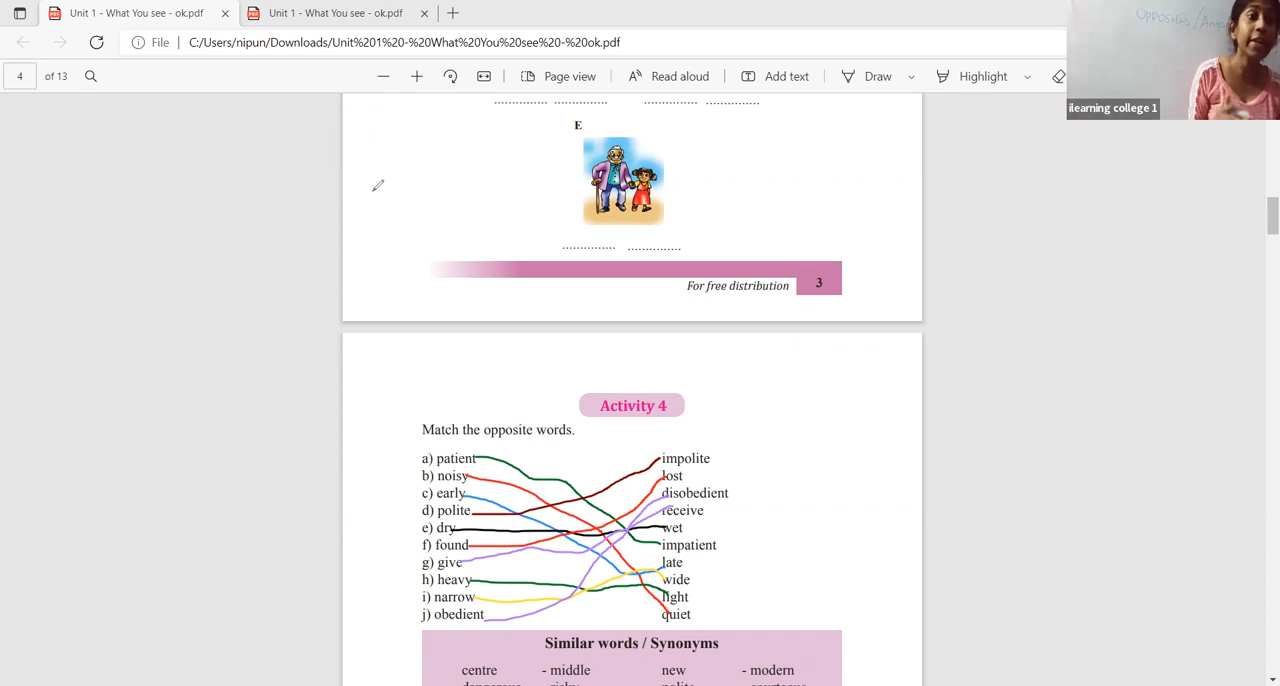 Unit 1 - What You see - ok.pdf
Unit 1 - What You see - ok.pdf
File C:/Users/nipun/Downloads/Unit%201%20-%20What%20You%20see%20-%20ok.pdf
4 of 13 Page view Read aloud Add text Draw Highlight
ilearning college 1
E
For free distribution 3
Activity 4
Match the opposite words.
a) patient impolite
b) noisy lost
c) early disobedient
d) polite receive
e) dry wet
f) found impatient
g) give late
h) heavy wide
i) narrow light
j) obedient quiet
Similar words / Synonyms
centre - middle new - modern